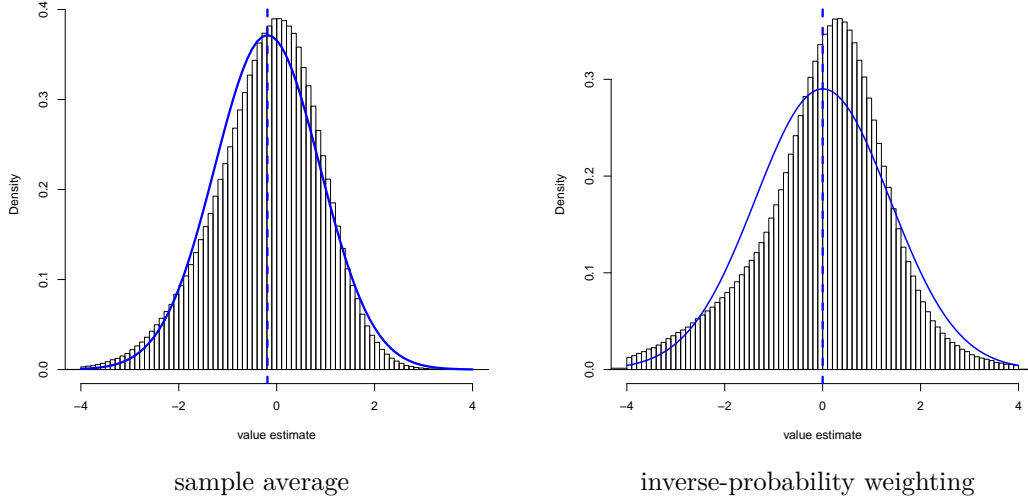 0.4
0.3
0.2
0.1
0.0
Density
−4 −2 0 2 4
value estimate
sample average
0.3
0.2
0.1
0.0
Density
−4 −2 0 2 4
value estimate
inverse-probability weighting